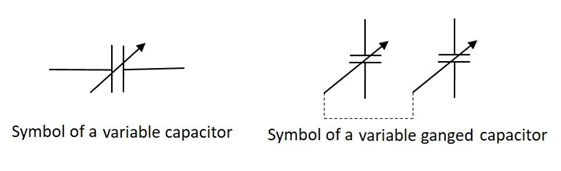 Symbol of a variable capacitor
Symbol of a variable ganged capacitor